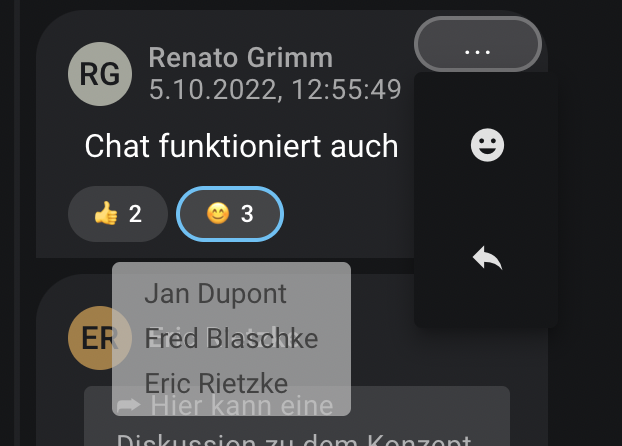 RG
Renato Grimm
5.10.2022, 12:55:49
...
Chat funktioniert auch
👍 2
😊 3
Jan Dupont
Fred Blaschke
Eric Rietzke
ER
Hier kann eine
Diskussion zu dem Konzept